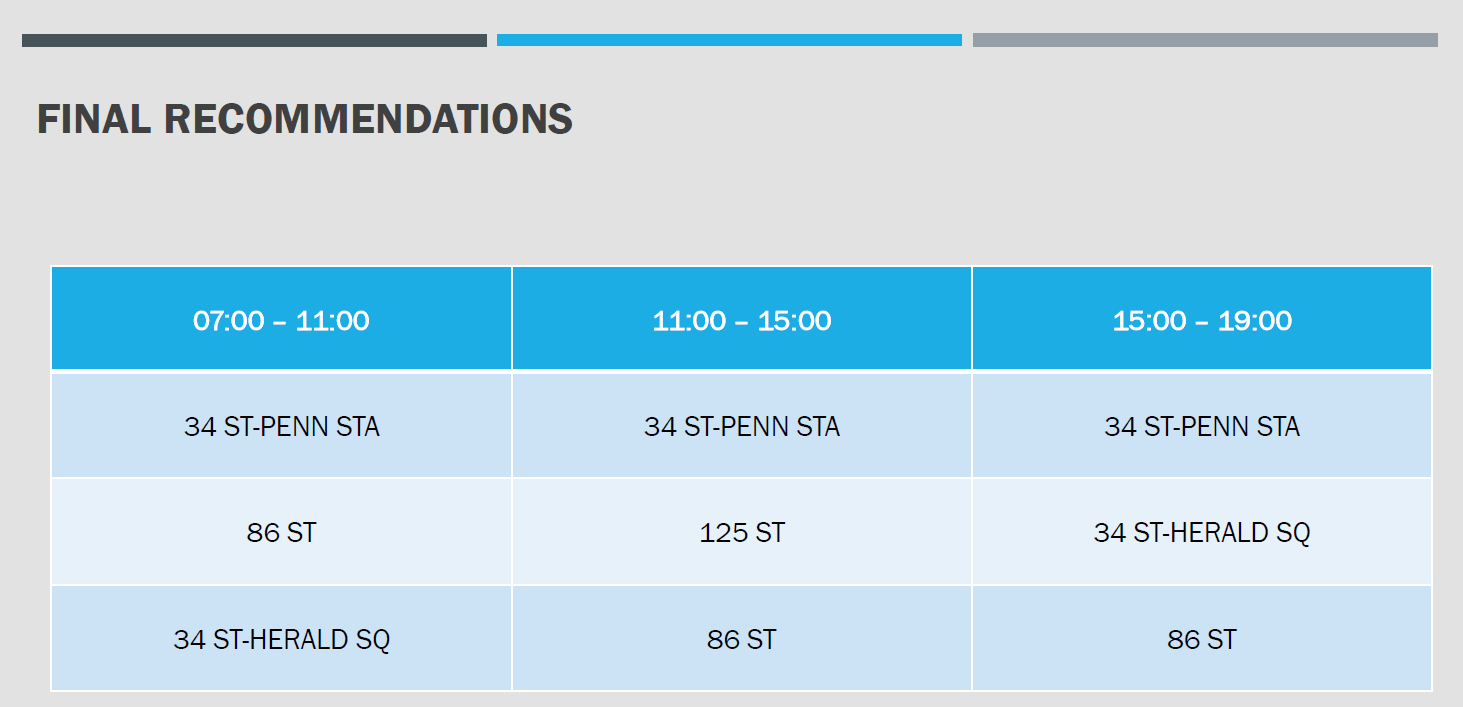 FINAL RECOMMENDATIONS
07:00 – 11:00 11:00 – 15:00 15:00 – 19:00
34 ST-PENN STA 34 ST-PENN STA 34 ST-PENN STA
86 ST 125 ST 34 ST-HERALD SQ
34 ST-HERALD SQ 86 ST 86 ST